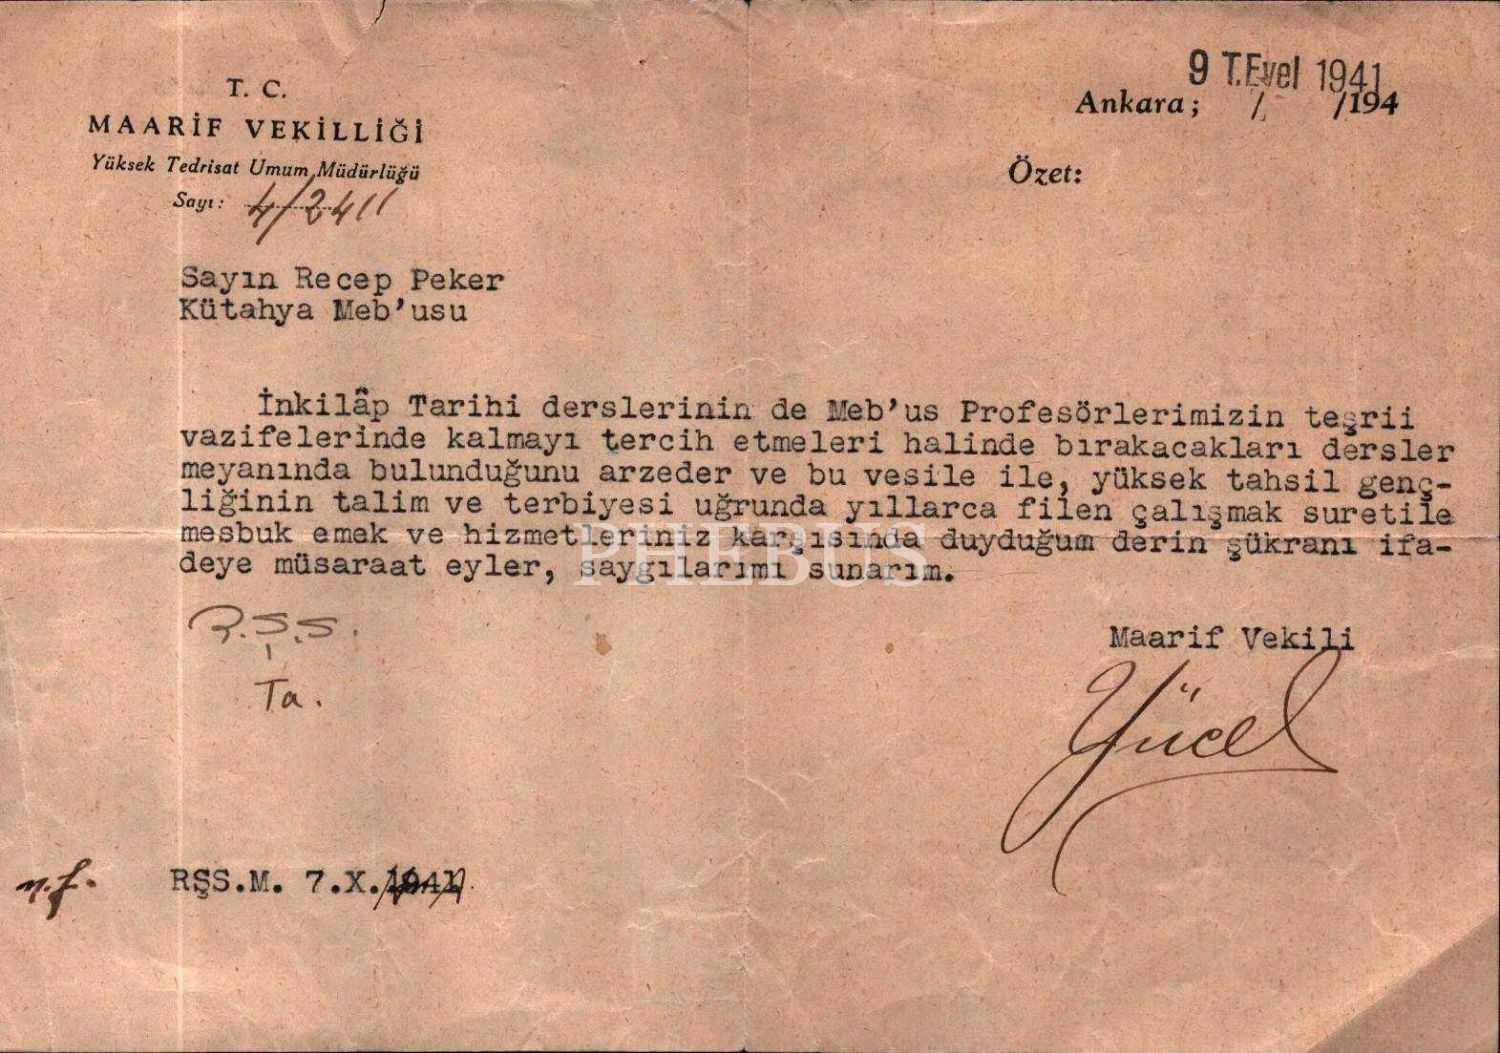 T. C.
MAARİF VEKİLLİĞİ
Yüksek Tedrisat Umum Müdürlüğü
Sayı: 4/2411
9 T.Evel 1941
Ankara; / /194
Özet:
Sayın Recep Peker
Kütahya Meb'usu
İnkilâp Tarihi derslerinin de Meb'us Profesörlerimizin teşrii
vazifelerinde kalmayı tercih etmeleri halinde bırakacakları dersler
meyanında bulunduğunu arzeder ve bu vesile ile, yüksek tahsil genç-
liğinin talim ve terbiyesi uğrunda yıllarca filen çalışmak suretile
mesbuk emek ve hizmetleriniz karşısında duyduğum derin şükranı ifa-
deye müsaraat eyler, saygılarımı sunarım.
PHEBUS
R.Ş.S.
Ta.
Maarif Vekili
Yücel
RŞS.M. 7.X.1941